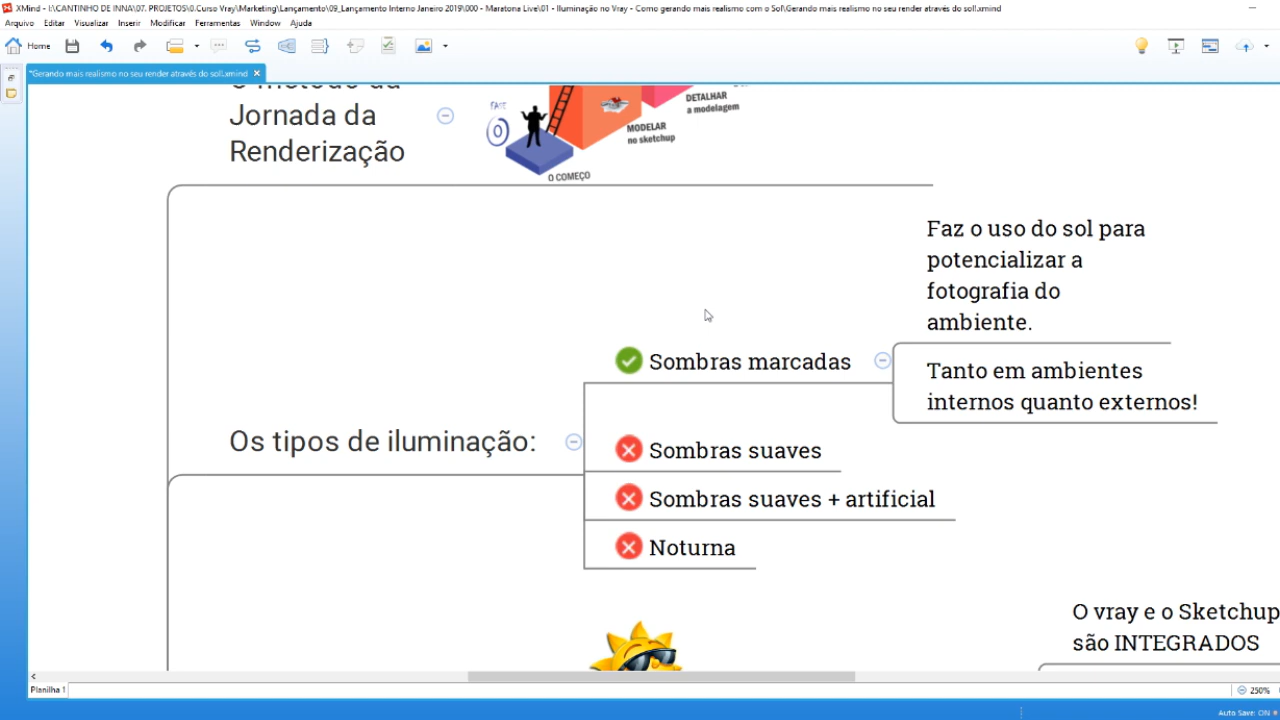 XMind - I:\CANTINHO DE INNA\07. PROJETOS\0.Curso Vray\Marketing\Lançamento\09_Lançamento Interno Janeiro 2019\000 - Maratona Live\01 - Iluminação no Vray - Como gerando mais realismo com o Sol\Gerando mais realismo no seu render através do sol!.xmind
Arquivo Editar Visualizar Inserir Modificar Ferramentas Window Ajuda
Home
*Gerando mais realismo no seu render através do sol!.xmind
O método da
Jornada da
Renderização
FASE
0
O COMEÇO
MODELAR
no sketchup
DETALHAR
a modelagem
Faz o uso do sol para
potencializar a
fotografia do
ambiente.
Sombras marcadas
Tanto em ambientes
internos quanto externos!
Os tipos de iluminação:
Sombras suaves
Sombras suaves + artificial
Noturna
O vray e o Sketchup
são INTEGRADOS
Planilha 1
250%
Auto Save: ON